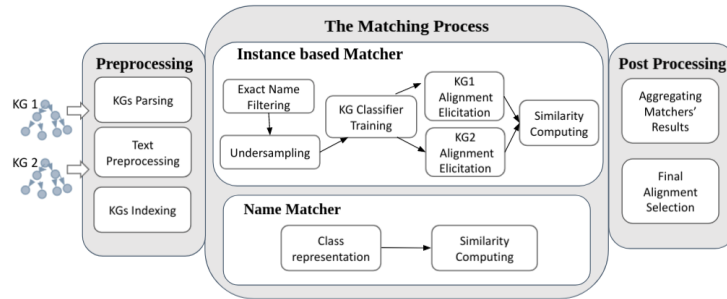 The Matching Process
Preprocessing
KG 1
KG 2
KGs Parsing
Text
Preprocessing
KGs Indexing
Instance based Matcher
Exact Name
Filtering
Undersampling
KG Classifier
Training
KG1
Alignment
Elicitation
KG2
Alignment
Elicitation
Similarity
Computing
Name Matcher
Class
representation
Similarity
Computing
Post Processing
Aggregating
Matchers'
Results
Final
Alignment
Selection